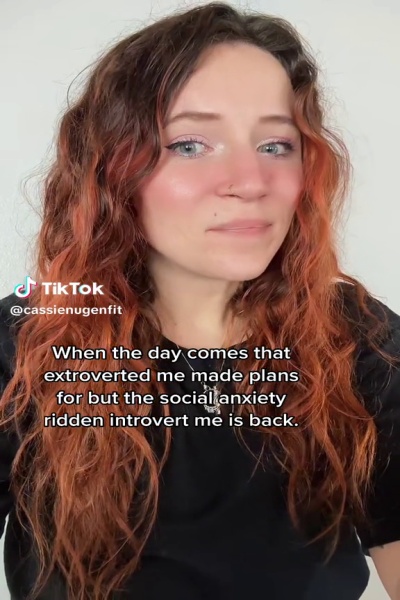 TikTok
@cassienugenfit
When the day comes that
extroverted me made plans
for but the social anxiety
ridden introvert me is back.